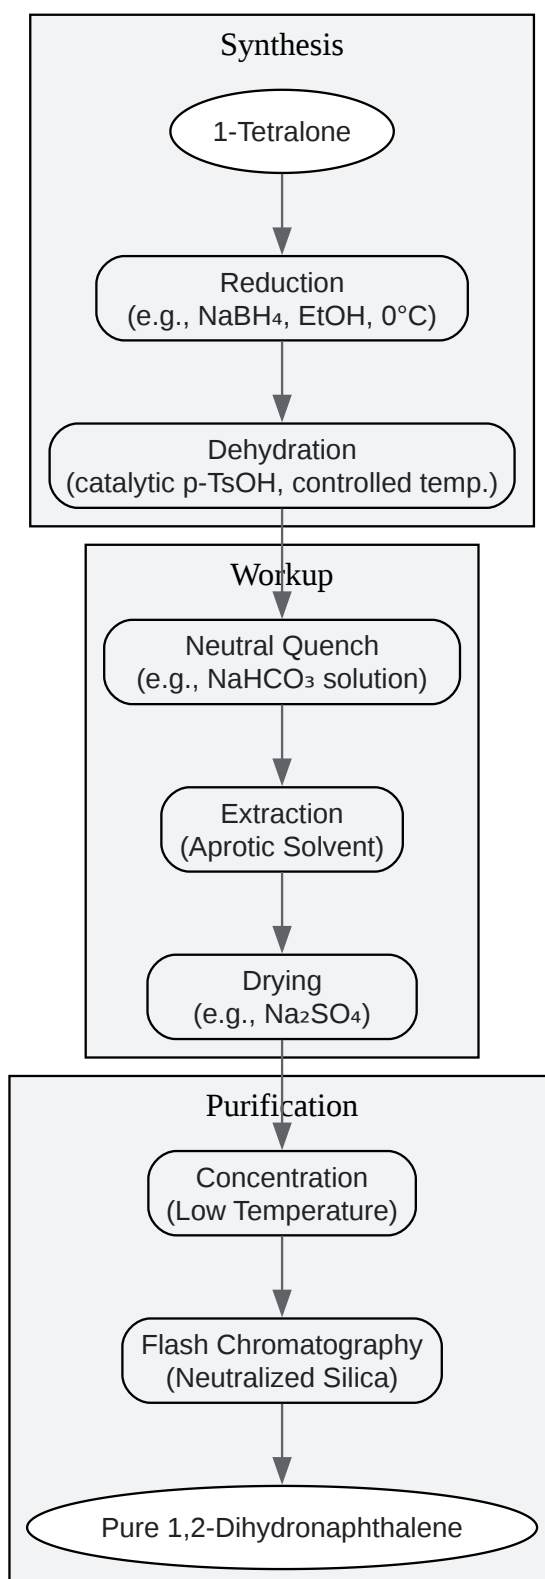 Synthesis
1-Tetralone
Reduction
(e.g., NaBH₄, EtOH, 0°C)
Dehydration
(catalytic p-TsOH, controlled temp.)
Workup
Neutral Quench
(e.g., NaHCO₃ solution)
Extraction
(Aprotic Solvent)
Drying
(e.g., Na₂SO₄)
Purification
Concentration
(Low Temperature)
Flash Chromatography
(Neutralized Silica)
Pure 1,2-Dihydronaphthalene